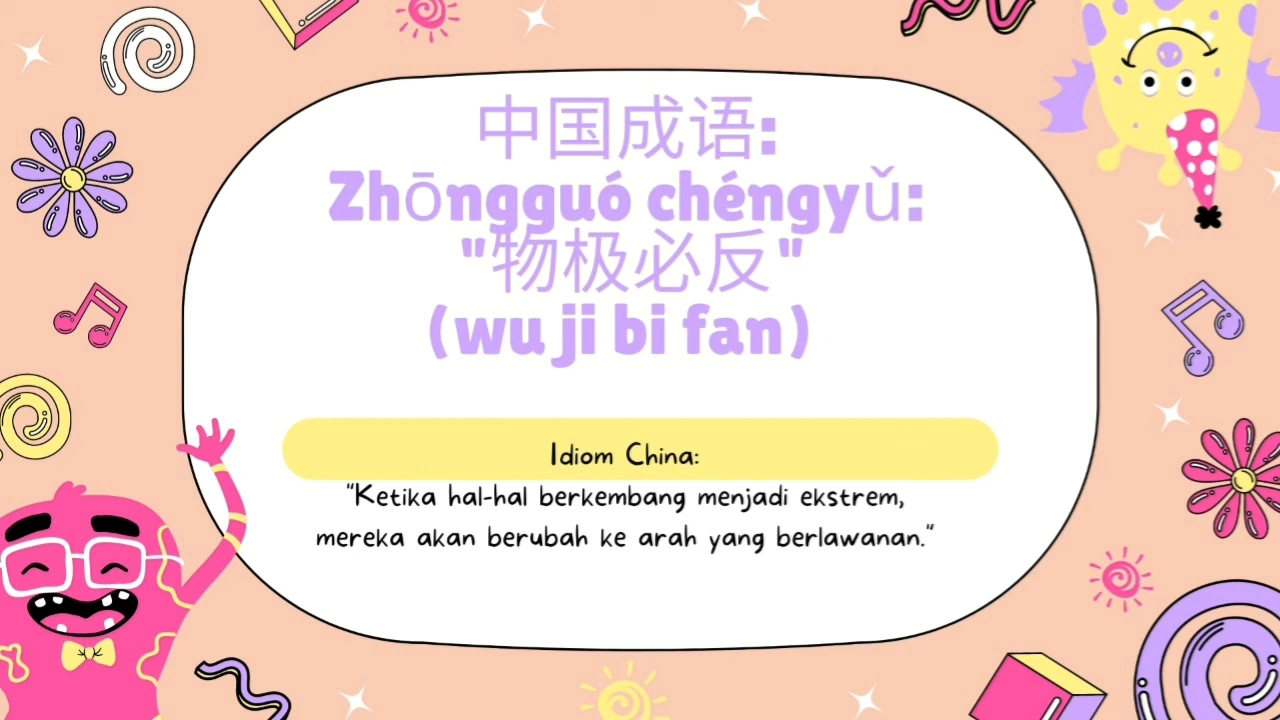 中国成语:
Zhōngguó chéngyǔ:
"物极必反"
(wu ji bi fan)
Idiom China:
"Ketika hal-hal berkembang menjadi ekstrem,
mereka akan berubah ke arah yang berlawanan."